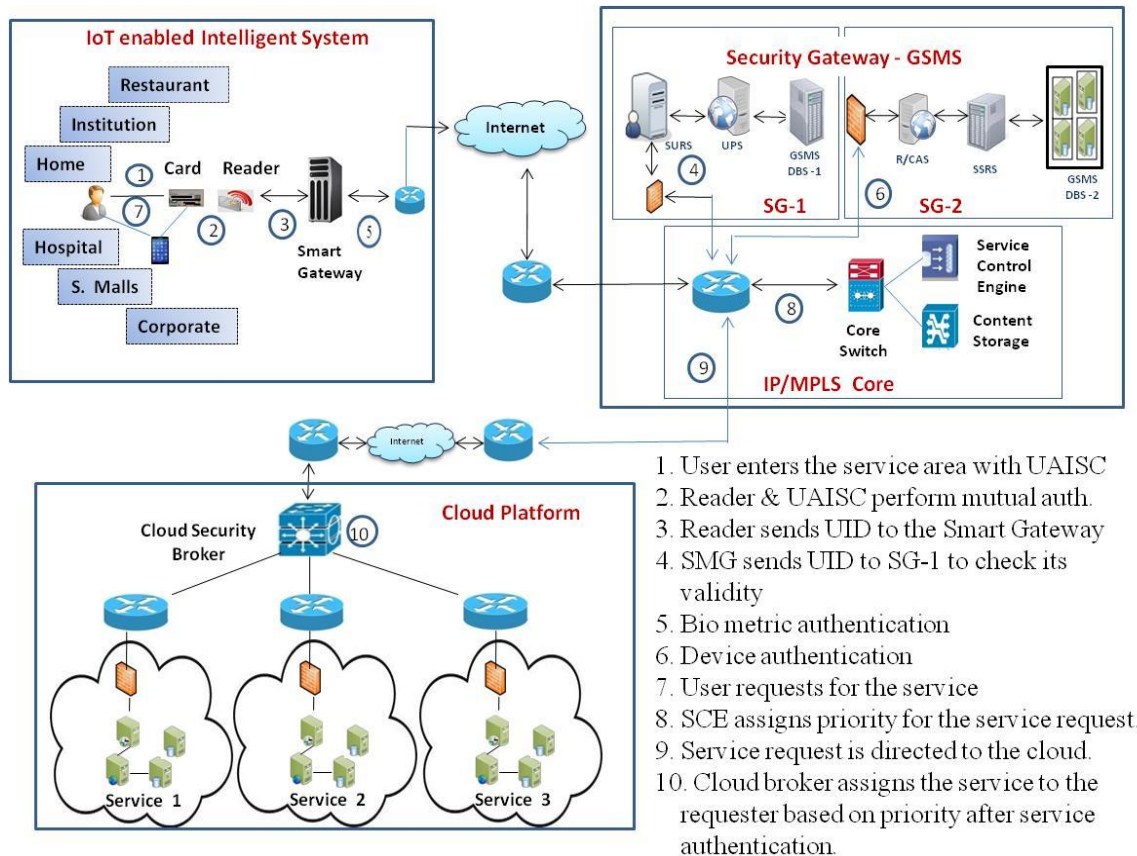 IoT enabled Intelligent System
Restaurant
Institution
Home
1
Card
Reader
7
2
3
5
Hospital
Smart
Gateway
S. Malls
Corporate
Internet
Security Gateway - GSMS
SURS
UPS
GSMS
DBS -1
4
SG-1
R/CAS
SSRS
GSMS
DBS -2
6
SG-2
Service
Control
Engine
8
Core
Switch
Content
Storage
9
IP/MPLS Core
Internet
Cloud Security
Broker
10
Cloud Platform
Service 1
Service 2
Service 3
1. User enters the service area with UAISC
2. Reader & UAISC perform mutual auth.
3. Reader sends UID to the Smart Gateway
4. SMG sends UID to SG-1 to check its
validity
5. Bio metric authentication
6. Device authentication
7. User requests for the service
8. SCE assigns priority for the service request.
9. Service request is directed to the cloud.
10. Cloud broker assigns the service to the
requester based on priority after service
authentication.